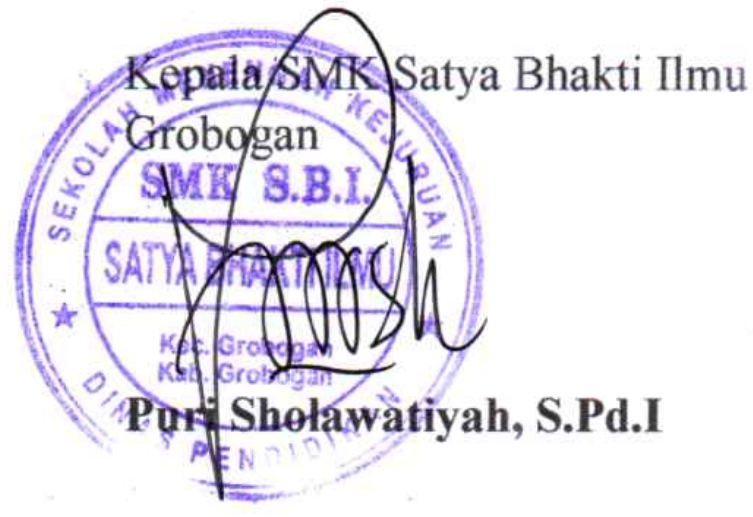 Kepala SMK Satya Bhakti Ilmu
Grobogan
SEKOLAH MENENGAH KEJURUAN
SMK S.B.I.
SATYA BHAKTI ILMU
Kec. Grobogan
Kab. Grobogan
DINAS PENDIDIKAN
Puri Sholawatiyah, S.Pd.I